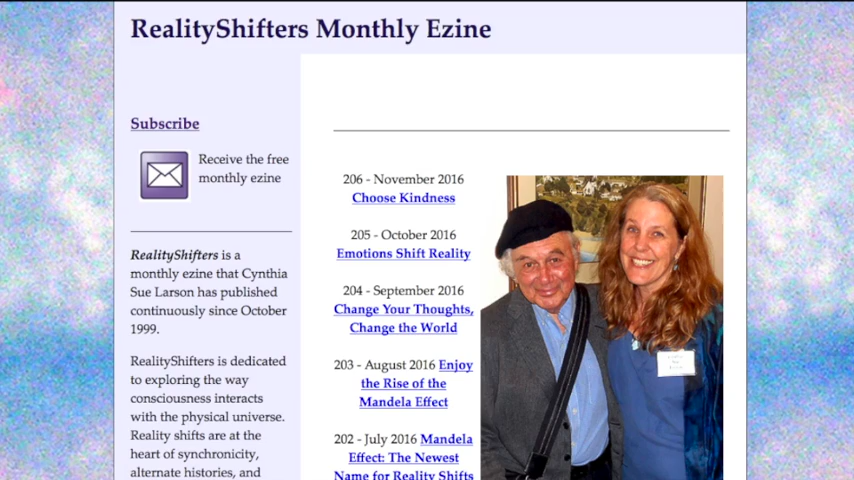 RealityShifters Monthly Ezine
Subscribe
Receive the free
monthly ezine
RealityShifters is a
monthly ezine that Cynthia
Sue Larson has published
continuously since October
1999.
RealityShifters is dedicated
to exploring the way
consciousness interacts
with the physical universe.
Reality shifts are at the
heart of synchronicity,
alternate histories, and
206 - November 2016
Choose Kindness
205 - October 2016
Emotions Shift Reality
204 - September 2016
Change Your Thoughts,
Change the World
203 - August 2016 Enjoy
the Rise of the
Mandela Effect
202 - July 2016 Mandela
Effect: The Newest
Name for Reality Shifts